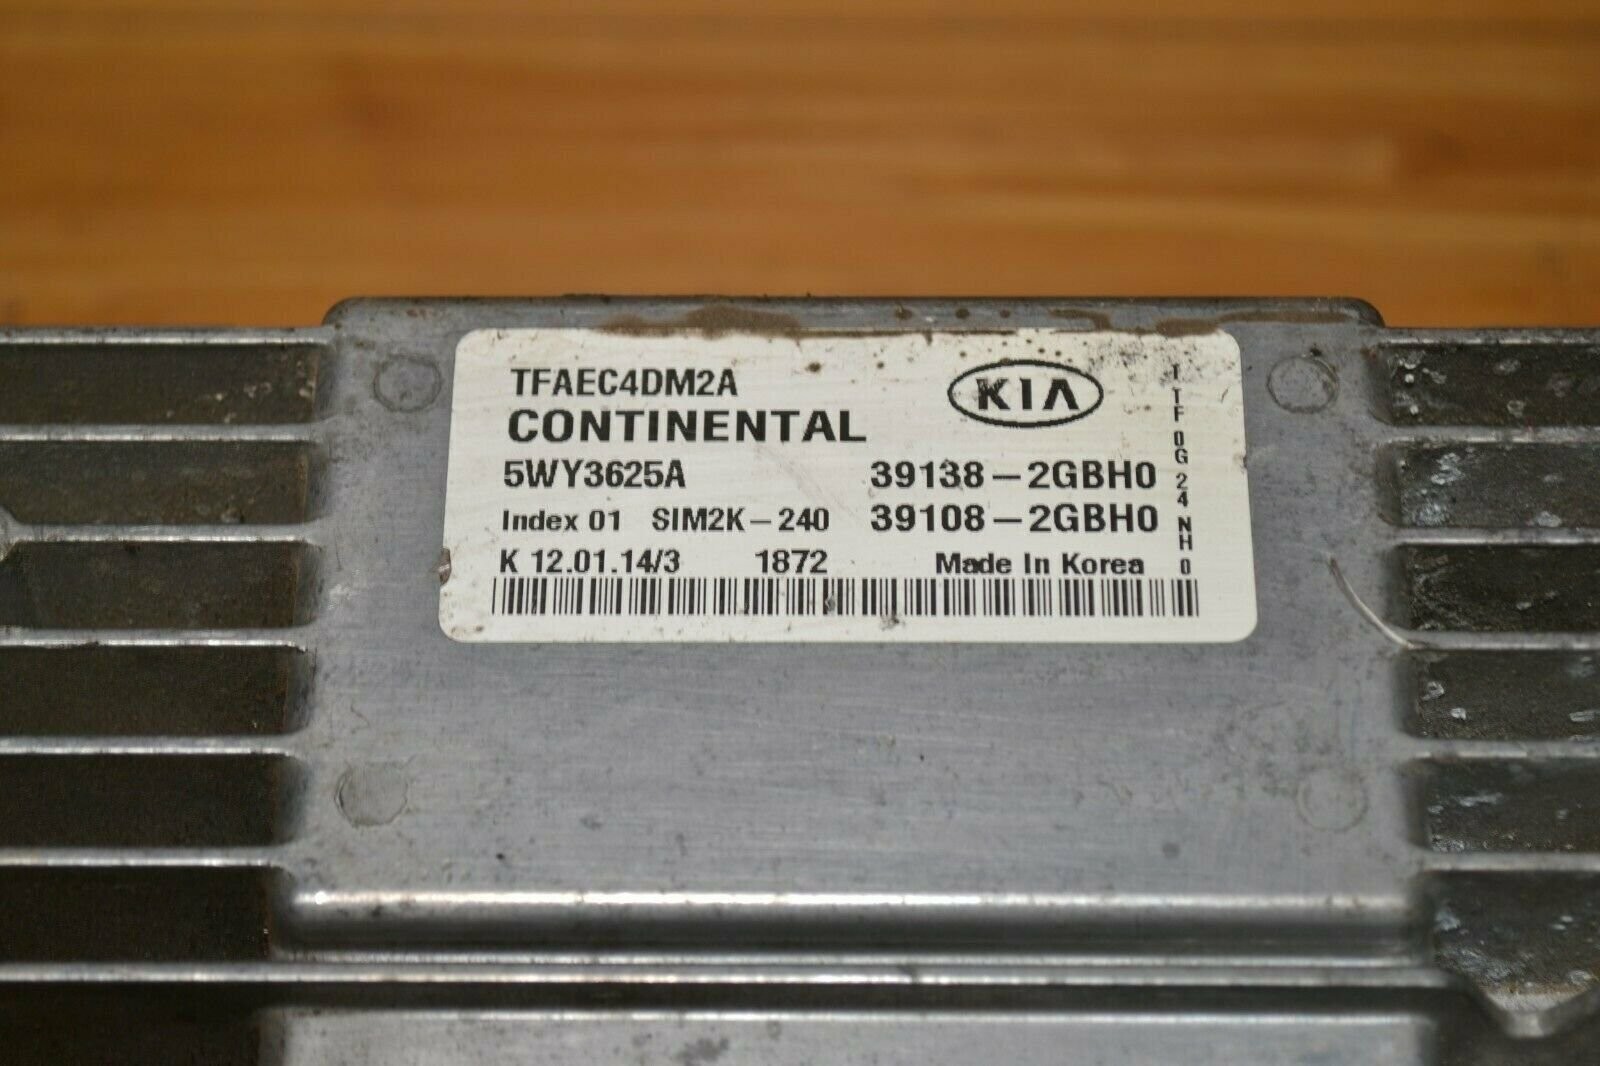 TFAEC4DM2A
KIA
CONTINENTAL
5WY3625A 39138-2GBH0
Index 01 SIM2K-240 39108-2GBH0
K 12.01.14/3 1872 Made In Korea
TTF0G24NH0